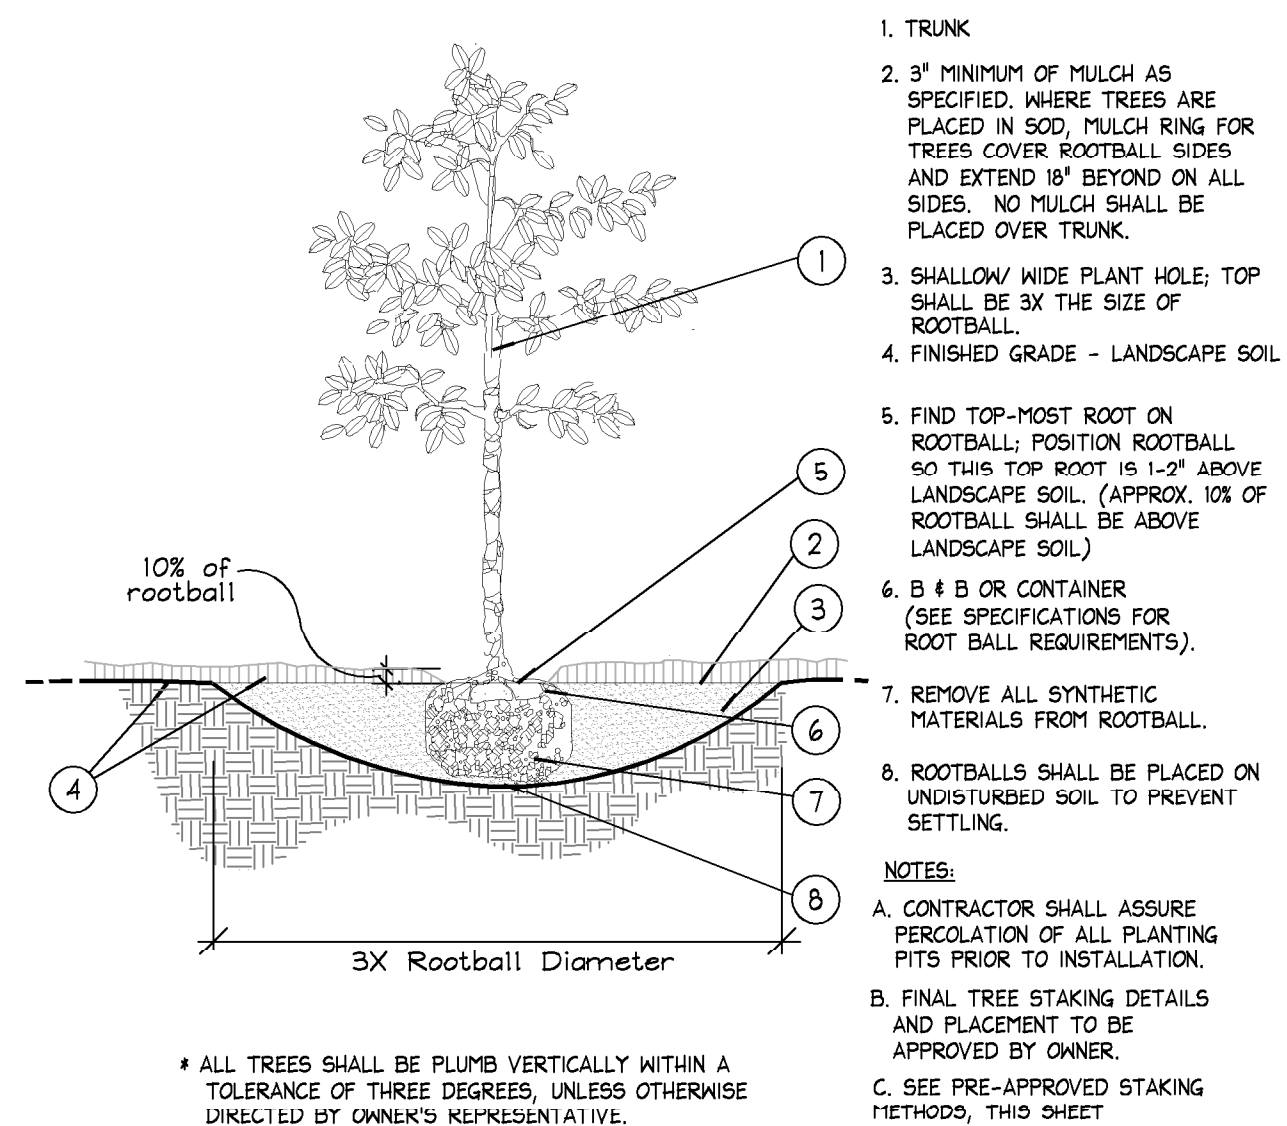 1. TRUNK
2. 3" MINIMUM OF MULCH AS
SPECIFIED. WHERE TREES ARE
PLACED IN SOD, MULCH RING FOR
TREES COVER ROOTBALL SIDES
AND EXTEND 18" BEYOND ON ALL
SIDES. NO MULCH SHALL BE
PLACED OVER TRUNK.
3. SHALLOW/ WIDE PLANT HOLE; TOP
SHALL BE 3X THE SIZE OF
ROOTBALL.
4. FINISHED GRADE - LANDSCAPE SOIL
5. FIND TOP-MOST ROOT ON
ROOTBALL; POSITION ROOTBALL
SO THIS TOP ROOT IS 1-2" ABOVE
LANDSCAPE SOIL. (APPROX. 10% OF
ROOTBALL SHALL BE ABOVE
LANDSCAPE SOIL)
6. B & B OR CONTAINER
(SEE SPECIFICATIONS FOR
ROOT BALL REQUIREMENTS).
7. REMOVE ALL SYNTHETIC
MATERIALS FROM ROOTBALL.
8. ROOTBALLS SHALL BE PLACED ON
UNDISTURBED SOIL TO PREVENT
SETTLING.
NOTES:
A. CONTRACTOR SHALL ASSURE
PERCOLATION OF ALL PLANTING
PITS PRIOR TO INSTALLATION.
B. FINAL TREE STAKING DETAILS
AND PLACEMENT TO BE
APPROVED BY OWNER.
C. SEE PRE-APPROVED STAKING
METHODS, THIS SHEET
1
5
2
3
6
7
8
4
10% of
rootball
3X Rootball Diameter
* ALL TREES SHALL BE PLUMB VERTICALLY WITHIN A
TOLERANCE OF THREE DEGREES, UNLESS OTHERWISE
DIRECTED BY OWNER'S REPRESENTATIVE.